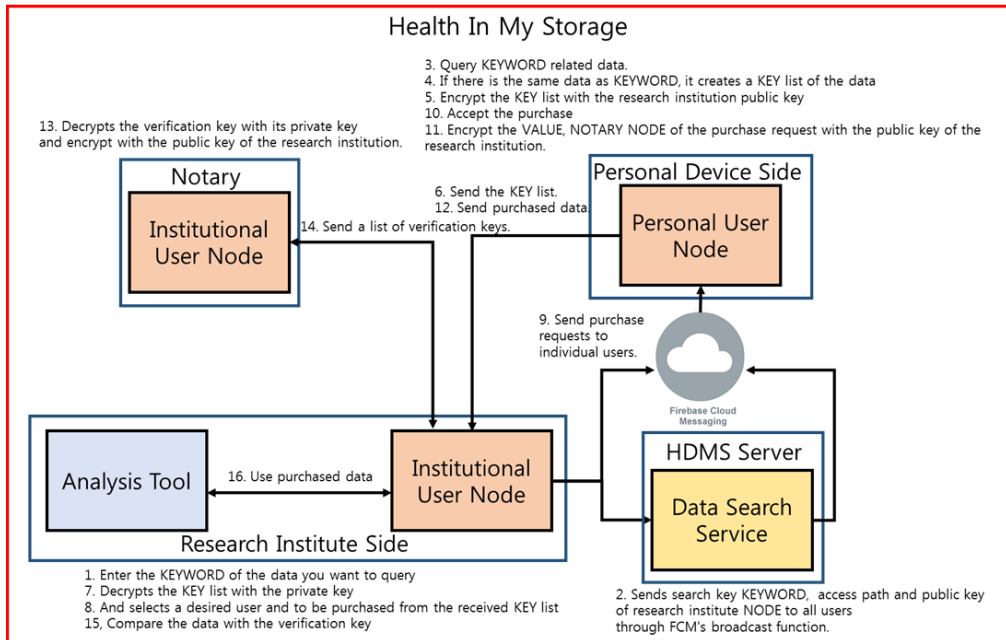 Health In My Storage
3. Query KEYWORD related data.
4. If there is the same data as KEYWORD, it creates a KEY list of the data
5. Encrypt the KEY list with the research institution public key
10. Accept the purchase
11. Encrypt the VALUE, NOTARY NODE of the purchase request with the public key of the
research institution.
13. Decrypts the verification key with its private key
and encrypt with the public key of the research institution.
Notary
Institutional
User Node
14. Send a list of verification keys.
6. Send the KEY list.
12. Send purchased data.
Personal Device Side
Personal User
Node
9. Send purchase
requests to
individual users.
Firebase Cloud
Messaging
Analysis Tool
16. Use purchased data
Institutional
User Node
Research Institute Side
HDMS Server
Data Search
Service
1. Enter the KEYWORD of the data you want to query
7. Decrypts the KEY list with the private key
8. And selects a desired user and to be purchased from the received KEY list
15, Compare the data with the verification key
2. Sends search key KEYWORD, access path and public key
of research institute NODE to all users
through FCM's broadcast function.